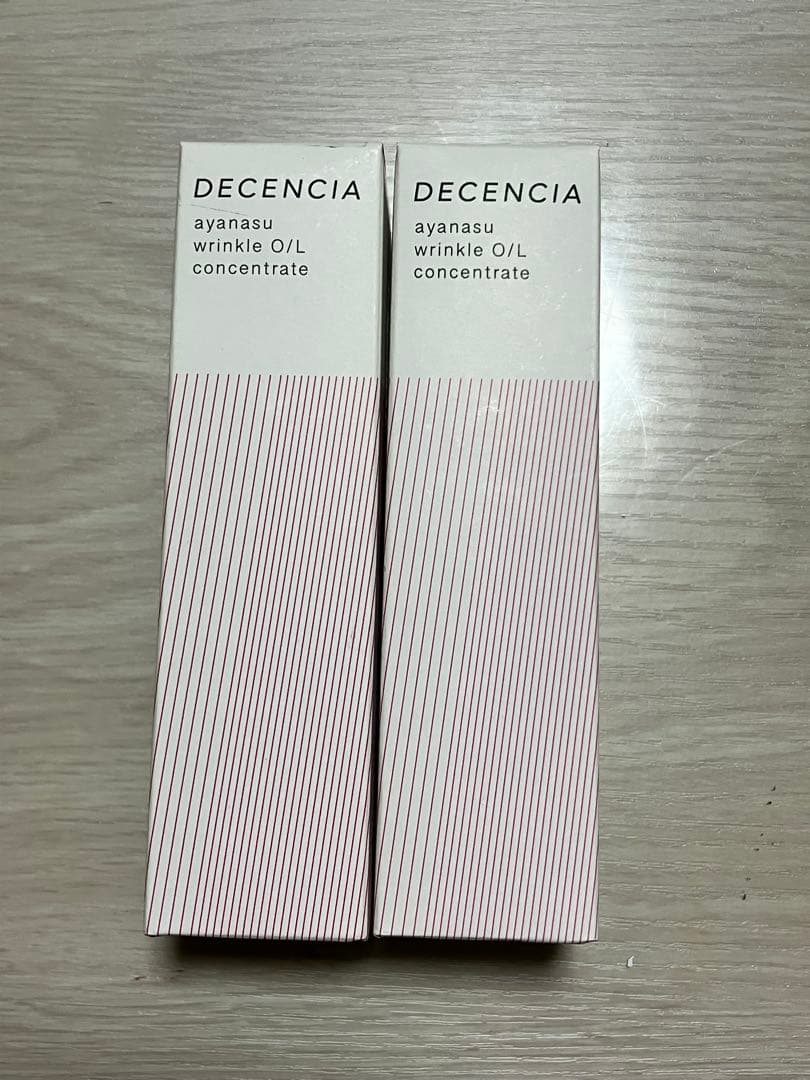 DECENCIA
ayanasu
wrinkle O/L
concentrate
DECENCIA
ayanasu
wrinkle O/L
concentrate